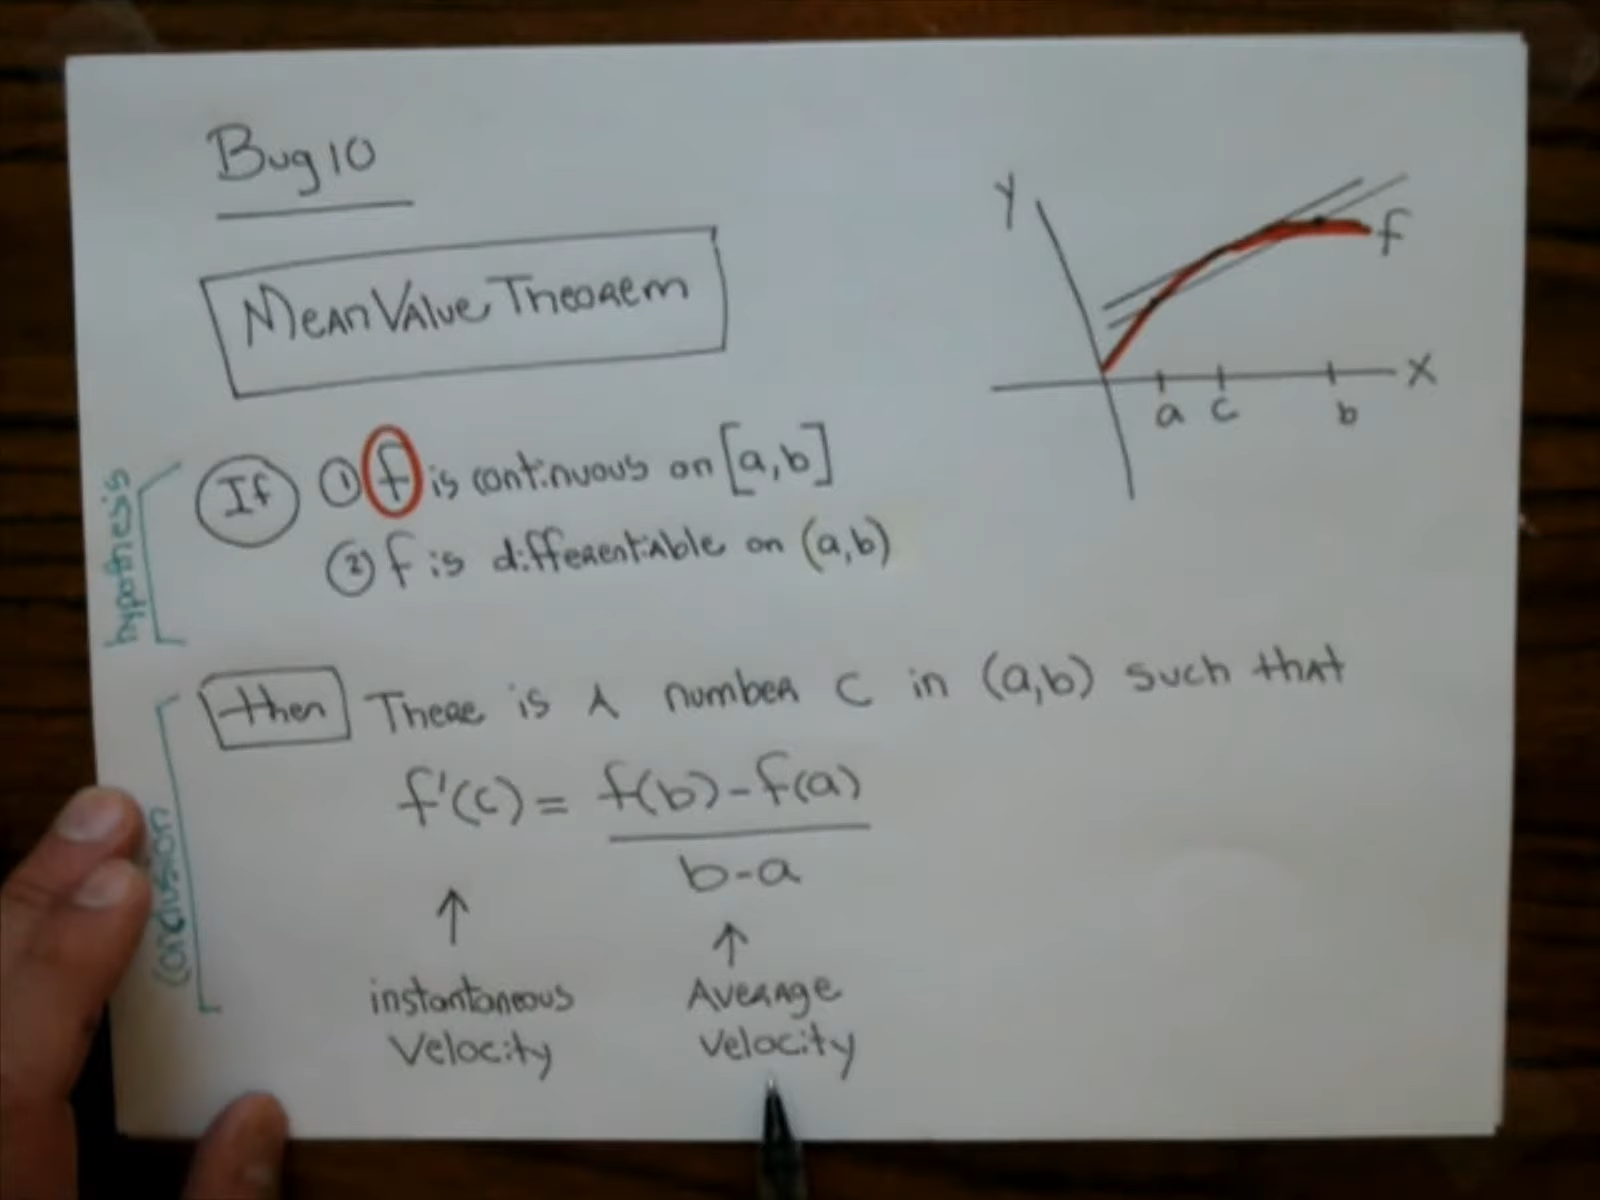 Bug 10
Mean Value Theorem
If ① f is continuous on [a,b]
② f is differentiable on (a,b)
then There is A number C in (a,b) such that
f'(c) = f(b)-f(a)
b-a
↑ ↑
instantaneous Average
Velocity Velocity
hypothesis
conclusion
Y
f
X
a c b